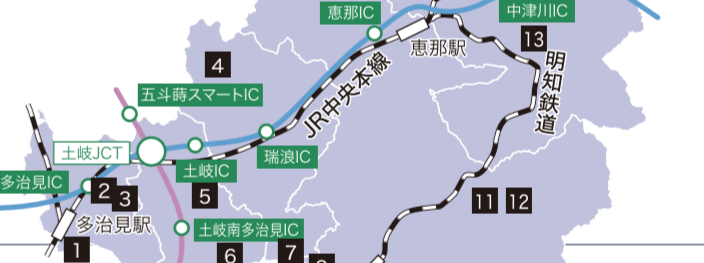 恵那IC
中津川IC
恵那駅
13
4
明知鉄道
JR中央本線
五斗蒔スマートIC
土岐JCT
瑞浪IC
土岐IC
多治見IC
2
3
5
11
12
多治見駅
土岐南多治見IC
1
6
7